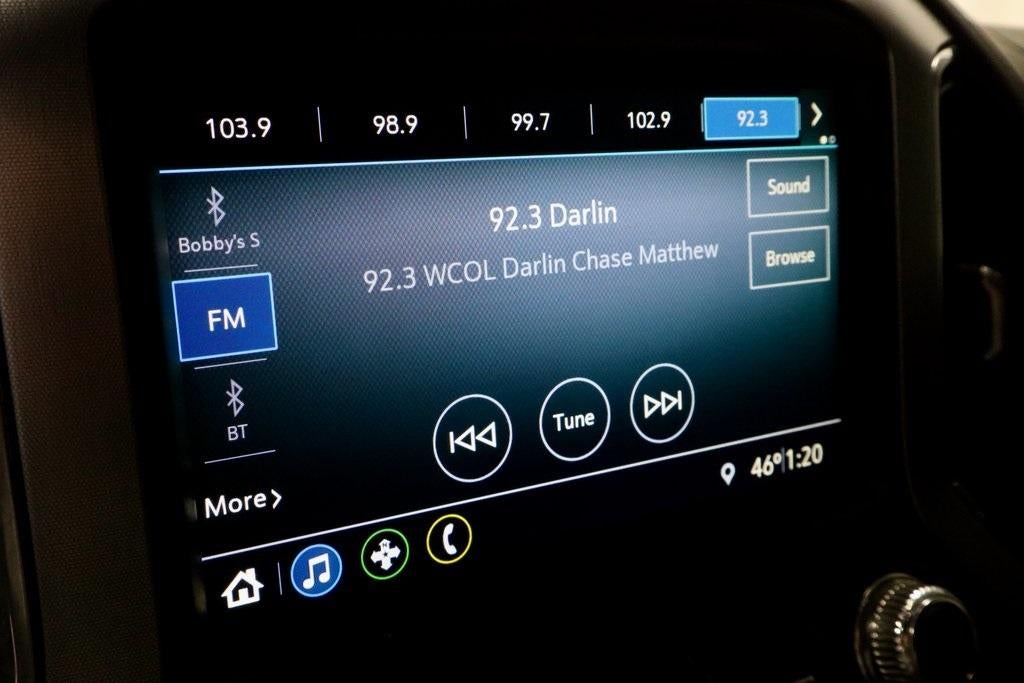 103.9 98.9 99.7 102.9 92.3
Bobby's S
FM
BT
More
92.3 Darlin
92.3 WCOL Darlin Chase Matthew
Sound
Browse
Tune
46° 1:20